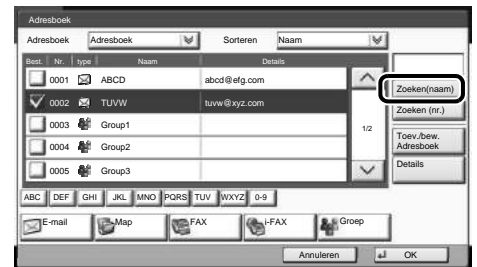 Adresboek
Adresboek Adresboek Sorteren Naam
Best. Nr. type Naam Details
0001 ABCD abcd@efg.com
0002 TUVW tuvw@xyz.com
0003 Group1
0004 Group2
0005 Group3
1/2
Zoeken(naam)
Zoeken (nr.)
Toev./bew.
Adresboek
Details
ABC DEF GHI JKL MNO PQRS TUV WXYZ 0-9
E-mail Map FAX i-FAX Groep
Annuleren OK